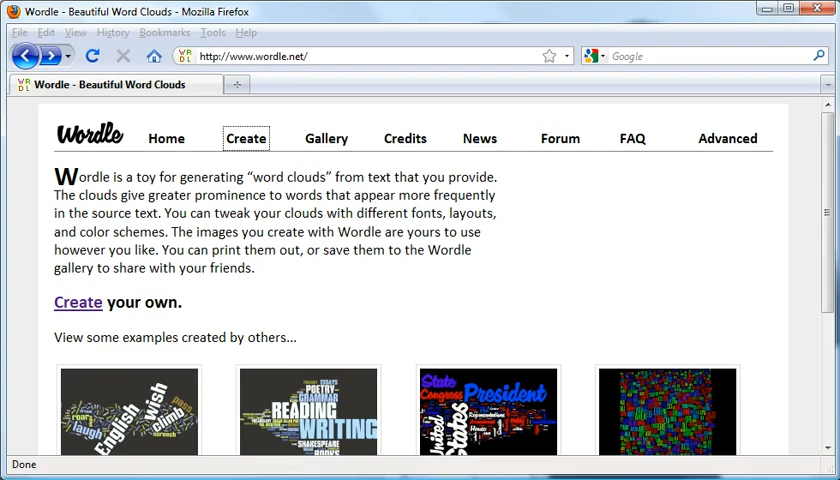 Wordle - Beautiful Word Clouds - Mozilla Firefox
File Edit View History Bookmarks Tools Help
http://www.wordle.net/
Google
Wordle - Beautiful Word Clouds
Wordle Home Create Gallery Credits News Forum FAQ Advanced
Wordle is a toy for generating “word clouds” from text that you provide.
The clouds give greater prominence to words that appear more frequently
in the source text. You can tweak your clouds with different fonts, layouts,
and color schemes. The images you create with Wordle are yours to use
however you like. You can print them out, or save them to the Wordle
gallery to share with your friends.
Create your own.
View some examples created by others...
roar laugh English wish climb pass screech
ESSAYS POETRY GRAMMAR READING WRITING SHAKESPEARE BOOKS
State Congress President Representatives United States
Done